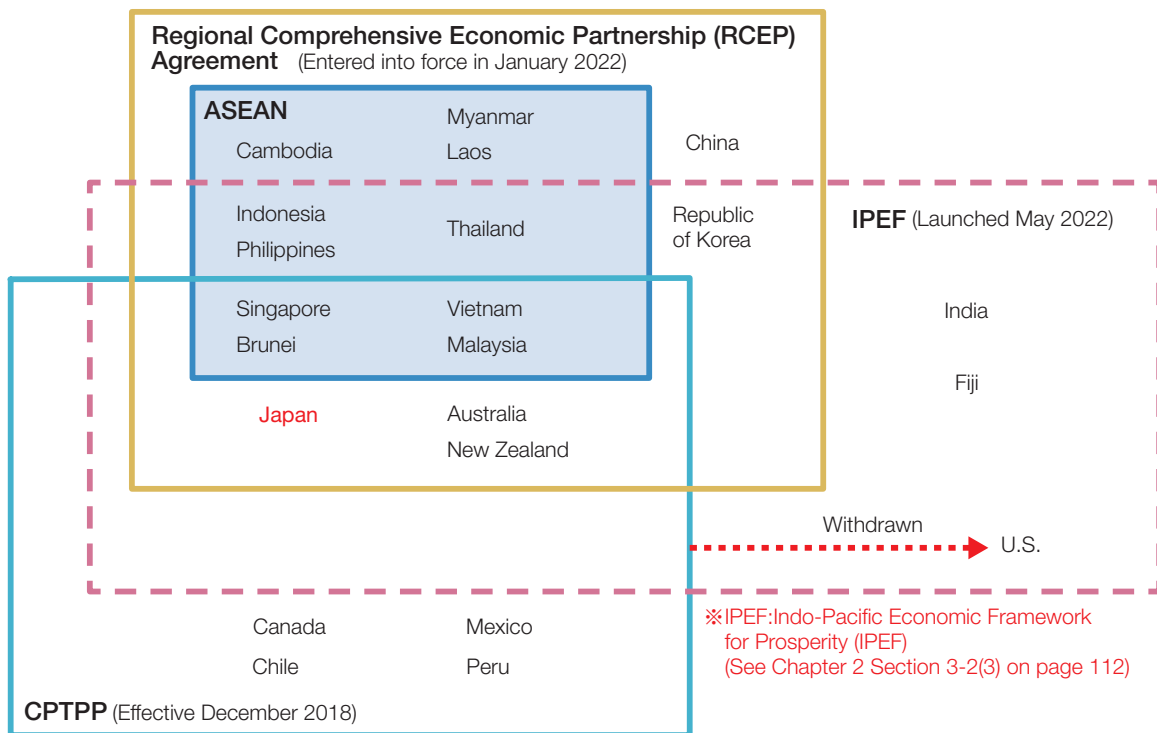 Regional Comprehensive Economic Partnership (RCEP)
Agreement (Entered into force in January 2022)
ASEAN
Myanmar
Cambodia
Laos
China
Indonesia
Philippines
Thailand
Republic
of Korea
IPEF (Launched May 2022)
Singapore
Vietnam
Brunei
Malaysia
India
Fiji
Japan
Australia
New Zealand
Withdrawn
U.S.
Canada
Mexico
Chile
Peru
※IPEF:Indo-Pacific Economic Framework
for Prosperity (IPEF)
(See Chapter 2 Section 3-2(3) on page 112)
CPTPP (Effective December 2018)